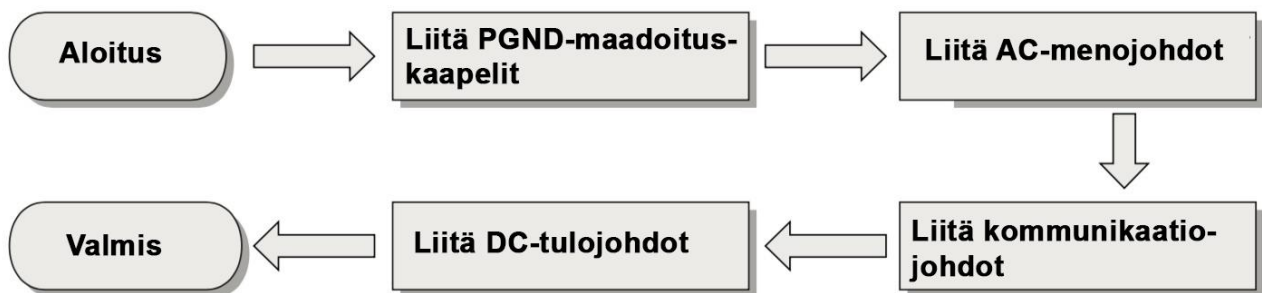 Aloitus
Liitä PGND-maadoitus-
kaapelit
Liitä AC-menojohdot
Liitä kommunikaatio-
johdot
Liitä DC-tulojohdot
Valmis